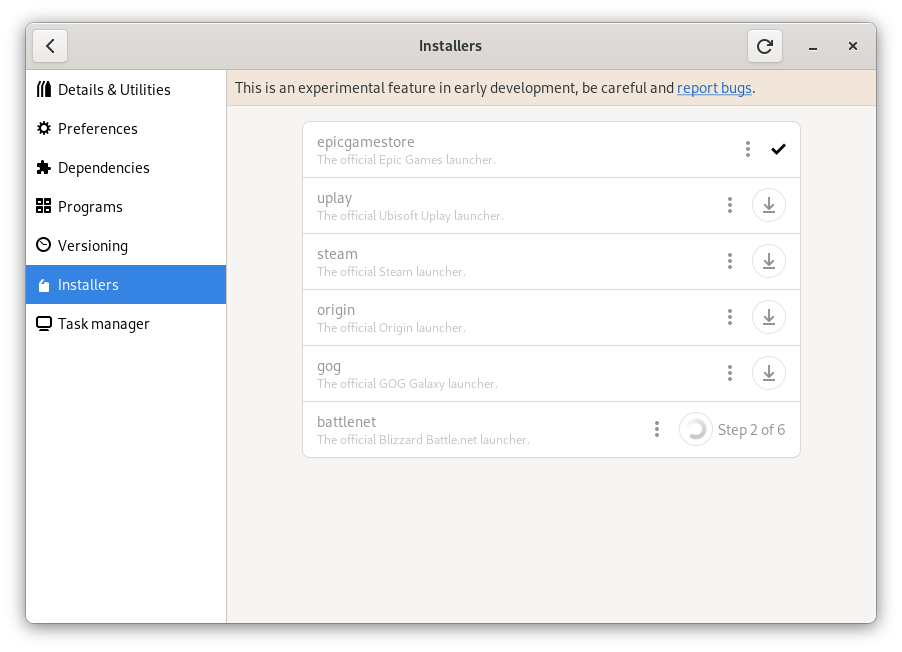 Installers
Details & Utilities
Preferences
Dependencies
Programs
Versioning
Installers
Task manager
This is an experimental feature in early development, be careful and report bugs.
epicgamestore
The official Epic Games launcher.
uplay
The official Ubisoft Uplay launcher.
steam
The official Steam launcher.
origin
The official Origin launcher.
gog
The official GOG Galaxy launcher.
battlenet
The official Blizzard Battle.net launcher.
Step 2 of 6